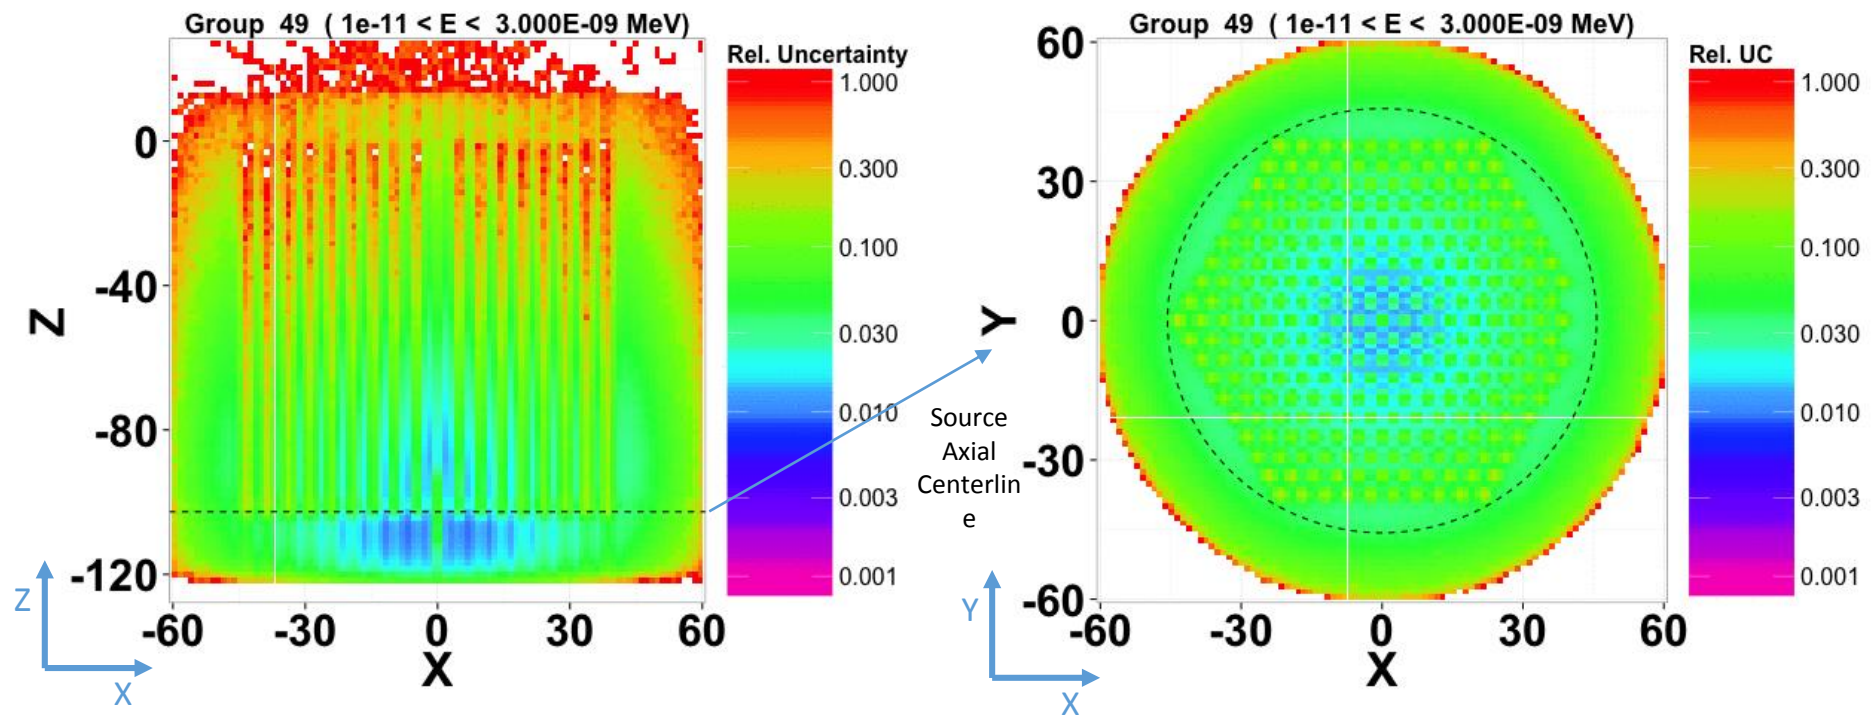 Group 49 ( 1e-11 < E < 3.000E-09 MeV)
Rel. Uncertainty
1.000
0.300
0.100
0.030
0.010
0.003
0.001
0
-40
-80
-120
Z
-60 -30 0 30 60
X
Z
X
Source
Axial
Centerlin
e
Group 49 ( 1e-11 < E < 3.000E-09 MeV)
Rel. UC
1.000
0.300
0.100
0.030
0.010
0.003
0.001
60
30
0
-30
-60
Y
-60 -30 0 30 60
X
Y
X